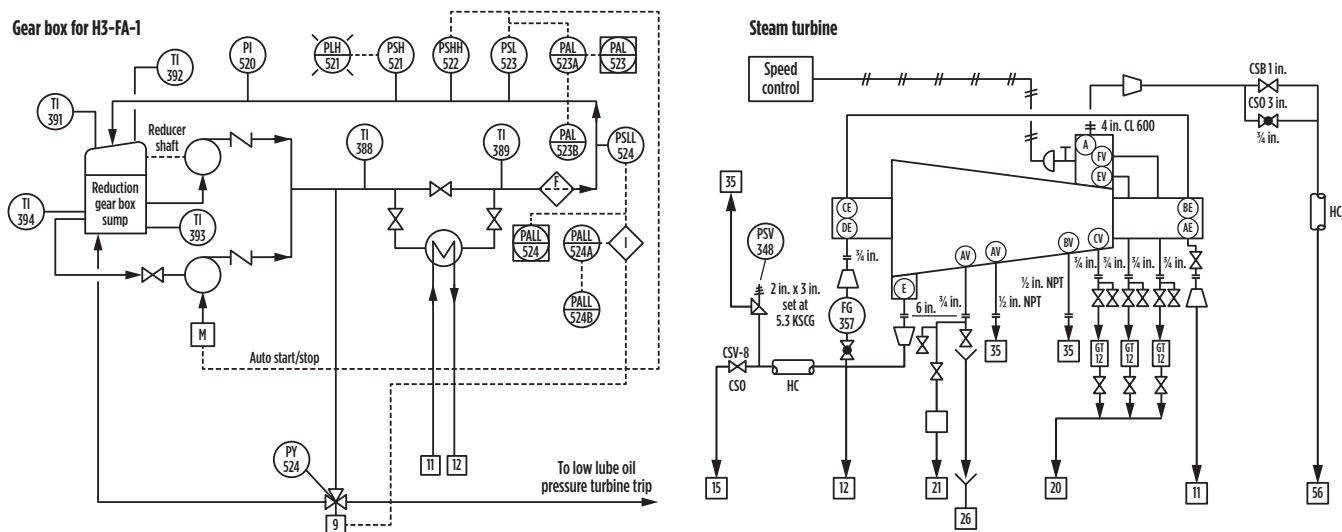 Gear box for H3-FA-1
TI
392
PI
520
PLH
521
PSH
521
PSHH
522
PSL
523
PAL
523A
PAL
523
TI
391
Reducer
shaft
TI
388
TI
389
PAL
523B
PSLL
524
Reduction
gear box
sump
F
TI
394
TI
393
PALL
524
PALL
524A
I
PALL
524B
M
Auto start/stop
PY
524
11
12
To low lube oil
pressure turbine trip
9
Steam turbine
Speed
control
CSB 1 in.
CSO 3 in.
¾ in.
4 in. CL 600
A
FV
EV
35
HC
CE
DE
BE
AE
PSV
348
¾ in.
AV
AV
BV
CV
¾ in.
¾ in.
¾ in.
E
2 in. x 3 in.
set at
5.3 KSCG
6 in.
¾ in.
½ in. NPT
½ in. NPT
FG
357
35
35
GT
12
GT
12
GT
12
CSV-8
CSO
HC
15
12
21
26
20
11
56